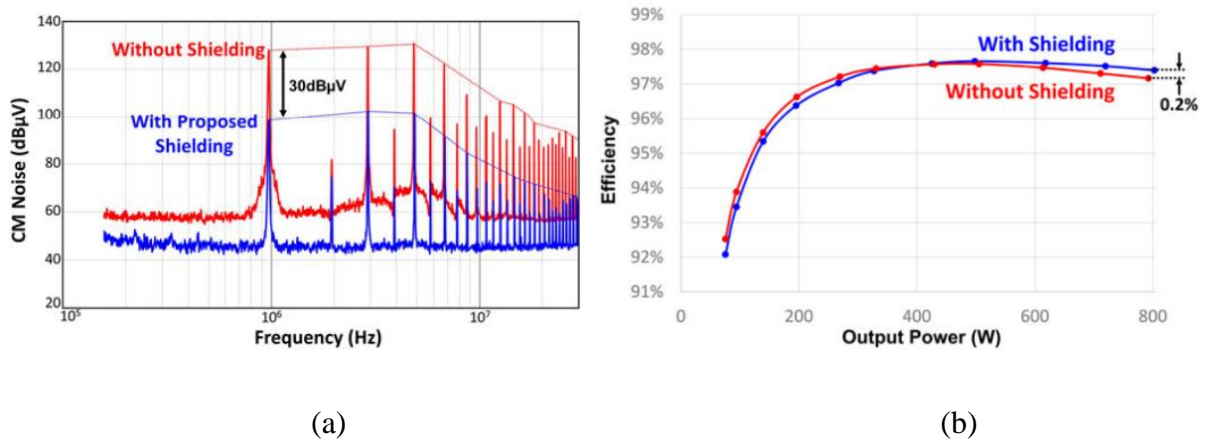 140
120
100
80
60
40
20
10⁵
10⁶
10⁷
CM Noise (dBµV)
Frequency (Hz)
Without Shielding
30dBµV
With Proposed
Shielding
99%
98%
97%
96%
95%
94%
93%
92%
91%
0
200
400
600
800
Efficiency
Output Power (W)
With Shielding
Without Shielding
0.2%
(a)
(b)